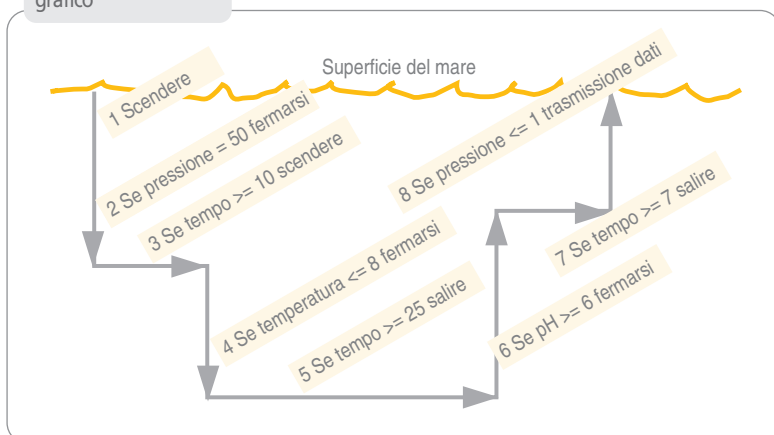 grafico
Superficie del mare
1 Scendere
2 Se pressione = 50 fermarsi
3 Se tempo >= 10 scendere
4 Se temperatura <= 8 fermarsi
5 Se tempo >= 25 salire
6 Se pH >= 6 fermarsi
7 Se tempo >= 7 salire
8 Se pressione <= 1 trasmissione dati